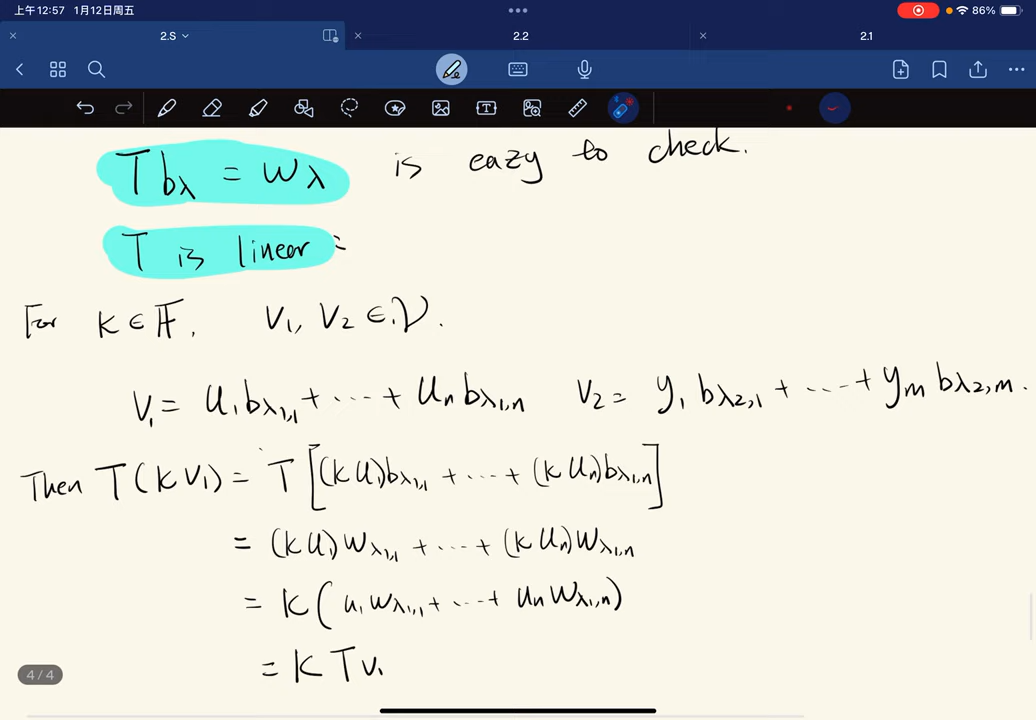 上午12:57 1月12日周五
86%
2.S
2.2
2.1
T bλ = wλ is eazy to check.
T is linear:
For k ∈ 𝔽, v₁, v₂ ∈ 𝒱.
v₁ = u₁bλ₁,₁ + ... + uₙbλ₁,ₙ v₂ = y₁bλ₂,₁ + ... + yₘbλ₂,ₘ.
Then T(kv₁) = T[(ku₁)bλ₁,₁ + ... + (kuₙ)bλ₁,ₙ]
= (ku₁)wλ₁,₁ + ... + (kuₙ)wλ₁,ₙ
= k(u₁wλ₁,₁ + ... + uₙwλ₁,ₙ)
= kTv₁
4/4